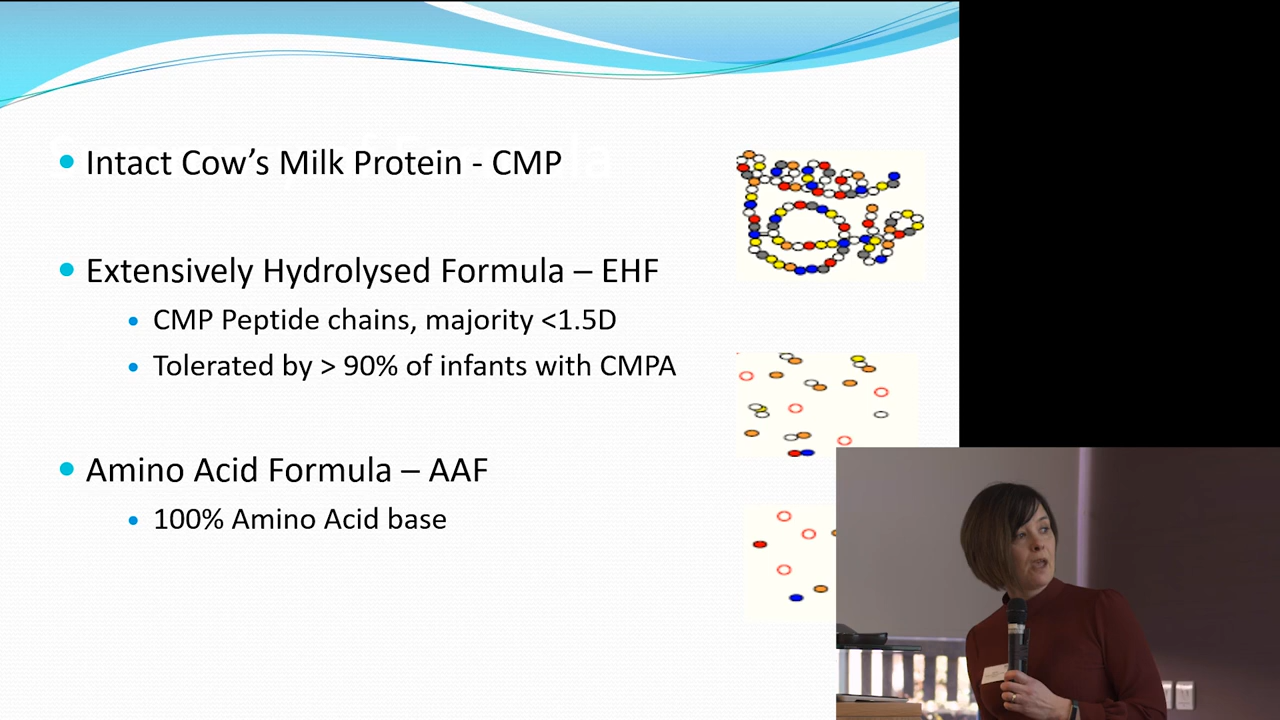 Intact Cow’s Milk Protein - CMP
Extensively Hydrolysed Formula – EHF
CMP Peptide chains, majority <1.5D
Tolerated by > 90% of infants with CMPA
Amino Acid Formula – AAF
100% Amino Acid base